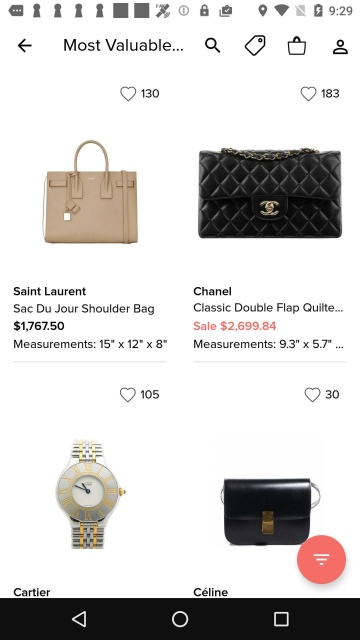 9:29
Most Valuable...
130
183
Saint Laurent
Sac Du Jour Shoulder Bag
$1,767.50
Measurements: 15" x 12" x 8"
Chanel
Classic Double Flap Quilte...
Sale $2,699.84
Measurements: 9.3" x 5.7" ...
105
30
Cartier
Céline